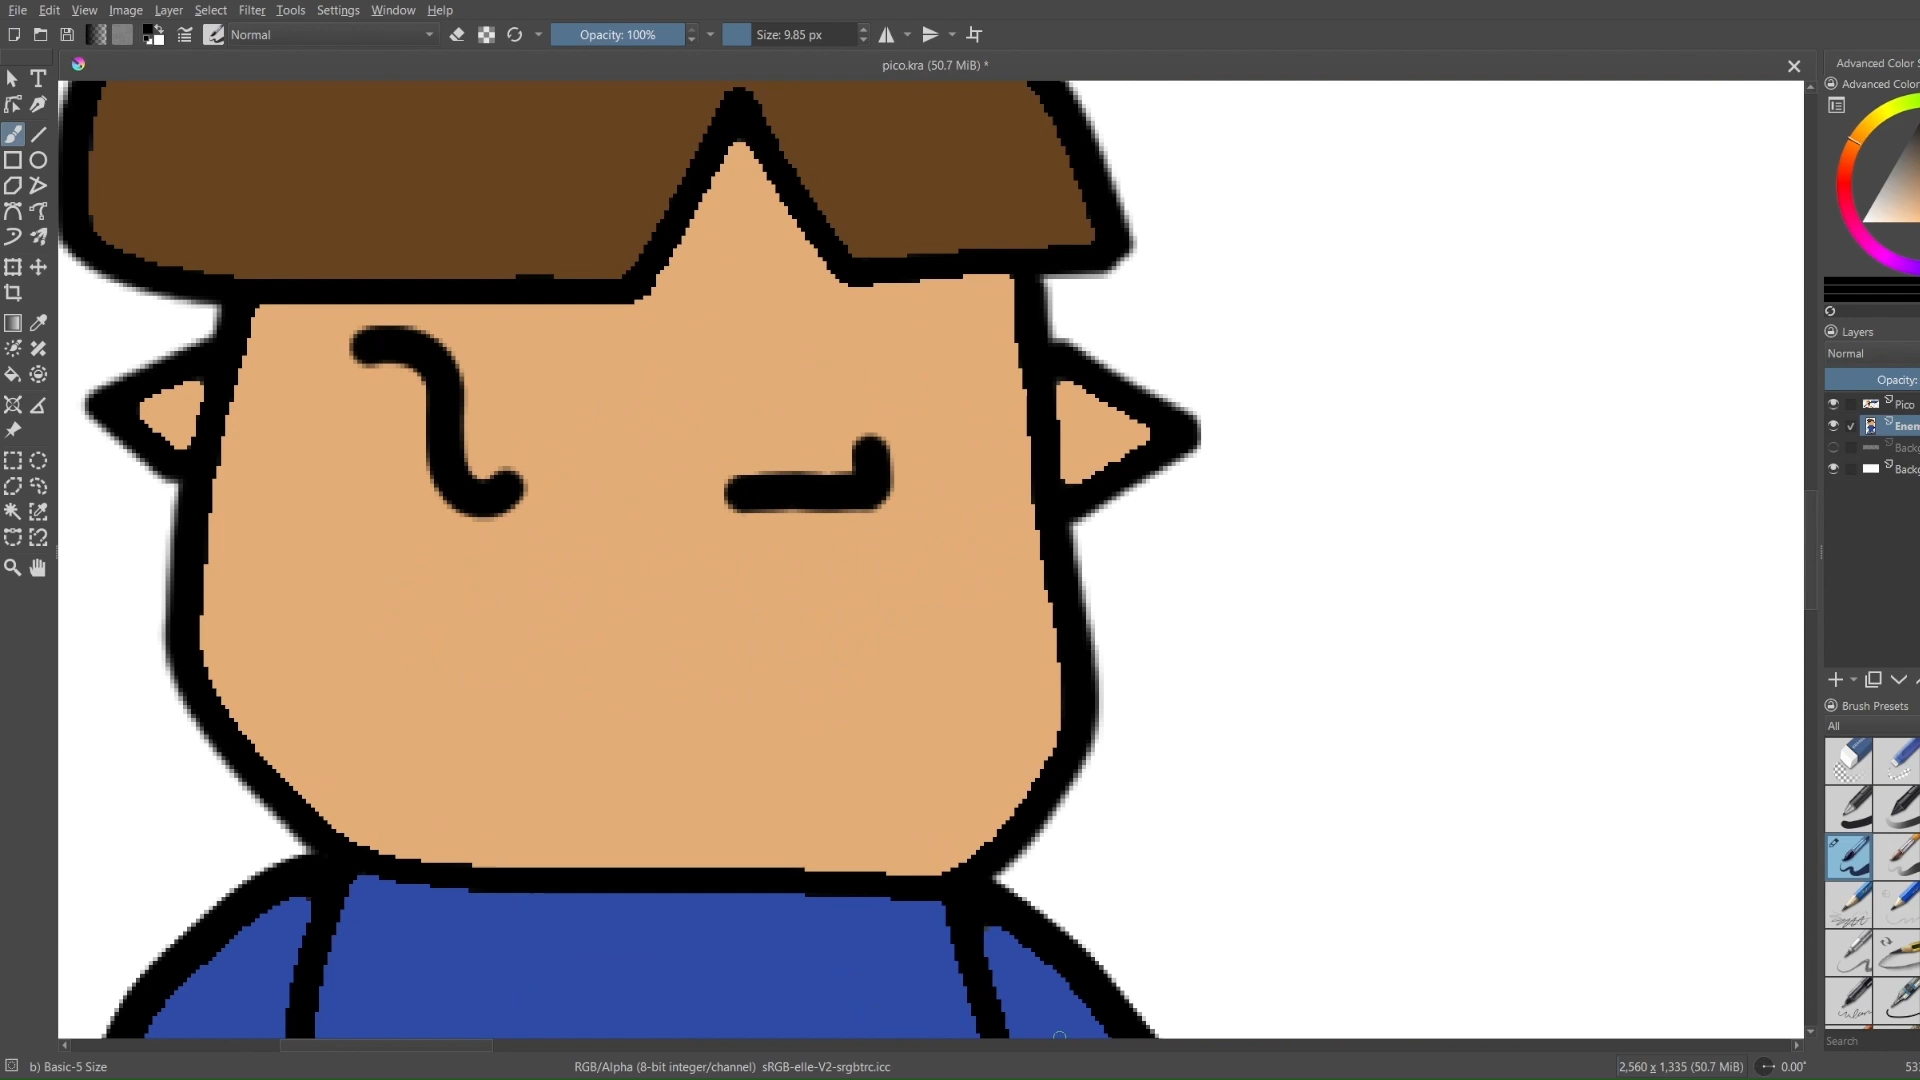 File Edit View Image Layer Select Filter Tools Settings Window Help
Normal Opacity: 100% Size: 9.85 px
pico.kra (50.7 MiB) *
Advanced Color S
Advanced Color
Layers
Normal
Opacity:
Pico
Enem
Backg
Backg
Brush Presets
All
Search
b) Basic-5 Size
RGB/Alpha (8-bit integer/channel) sRGB-elle-V2-srgbtrc.icc
2,560 x 1,335 (50.7 MiB)
0.00°
53.